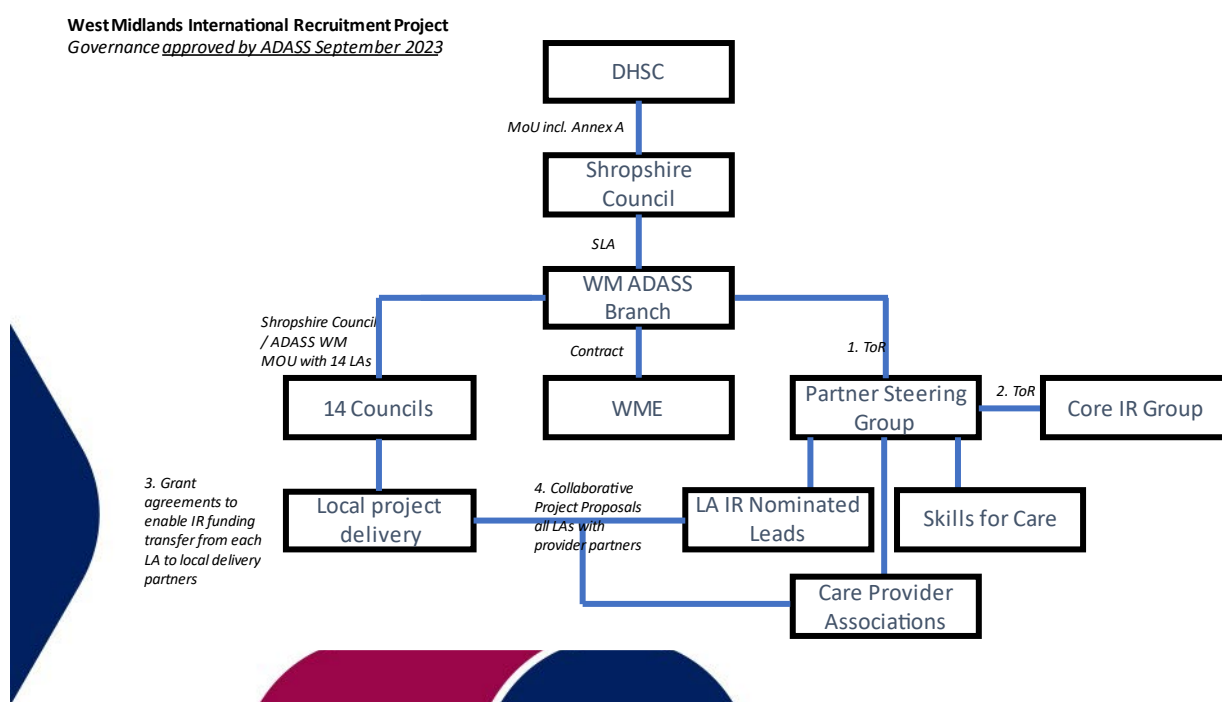 West Midlands International Recruitment Project
Governance approved by ADASS September 2023
DHSC
MoU incl. Annex A
Shropshire
Council
SLA
WM ADASS
Branch
Shropshire Council
/ ADASS WM
MOU with 14 LAs
Contract
1. ToR
14 Councils
WME
Partner Steering
Group
2. ToR
Core IR Group
3. Grant
agreements to
enable IR funding
transfer from each
LA to local delivery
partners
Local project
delivery
4. Collaborative
Project Proposals
all LAs with
provider partners
LA IR Nominated
Leads
Skills for Care
Care Provider
Associations